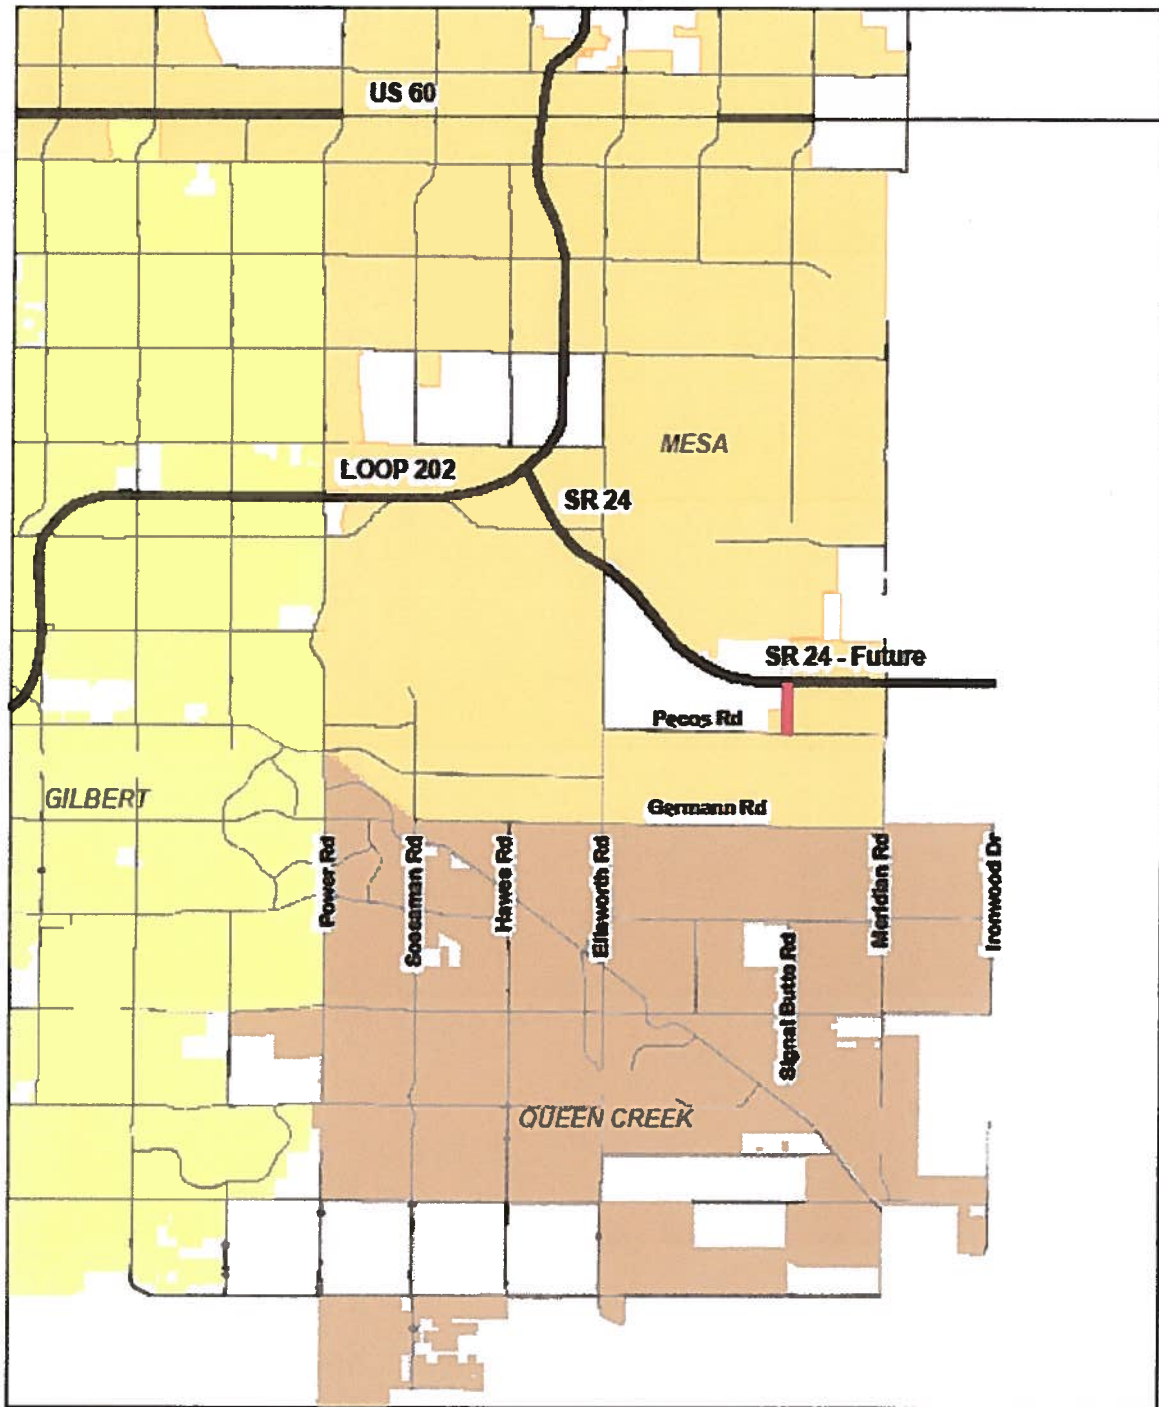 US 60
MESA
LOOP 202
SR 24
SR 24 - Future
Pecos Rd
GILBERT
Germann Rd
Power Rd
Sossaman Rd
Hawes Rd
Ellsworth Rd
Signal Butte Rd
Meridian Rd
Ironwood Dr
QUEEN CREEK